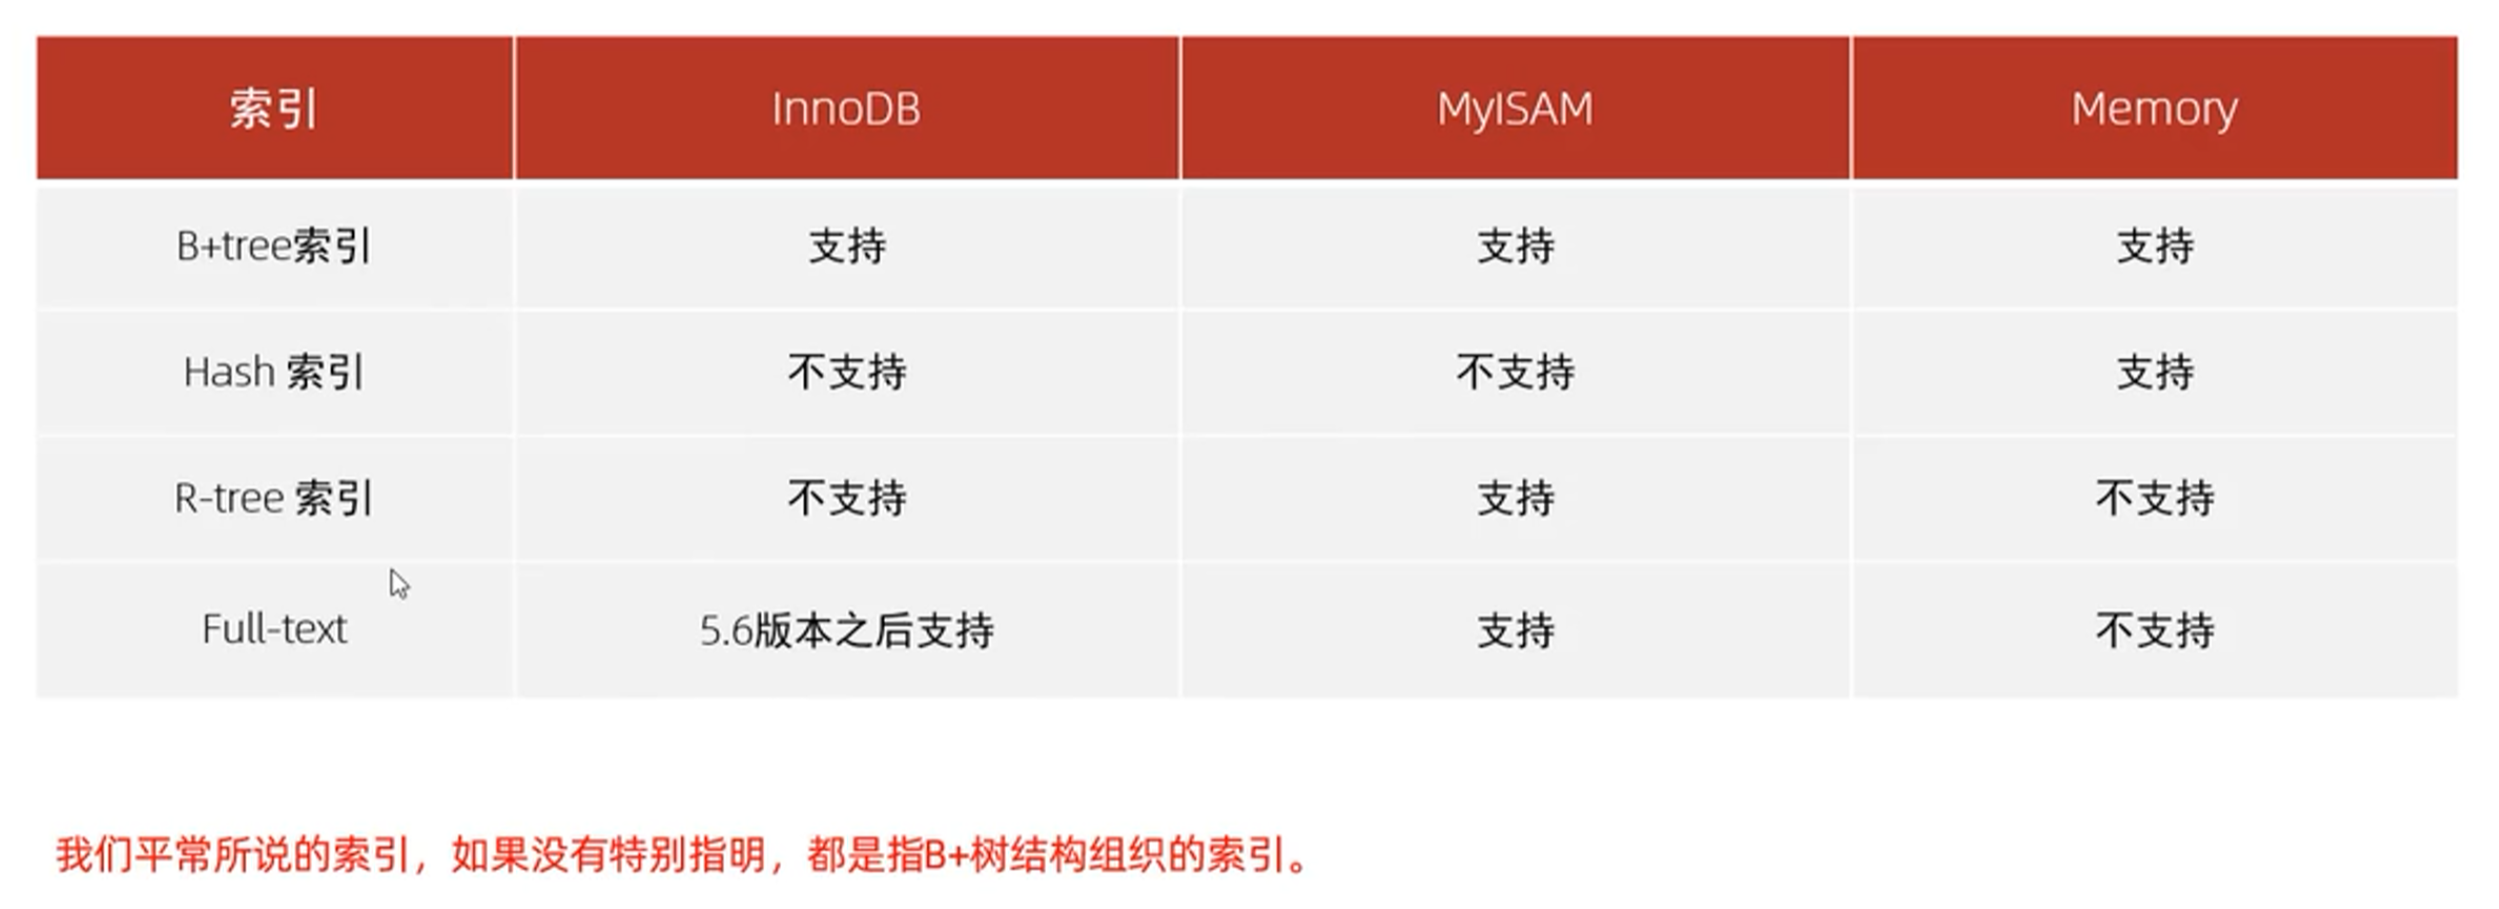 索引 InnoDB MyISAM Memory
B+tree索引 支持 支持 支持
Hash 索引 不支持 不支持 支持
R-tree 索引 不支持 支持 不支持
Full-text 5.6版本之后支持 支持 不支持
我们平常所说的索引，如果没有特别指明，都是指B+树结构组织的索引。